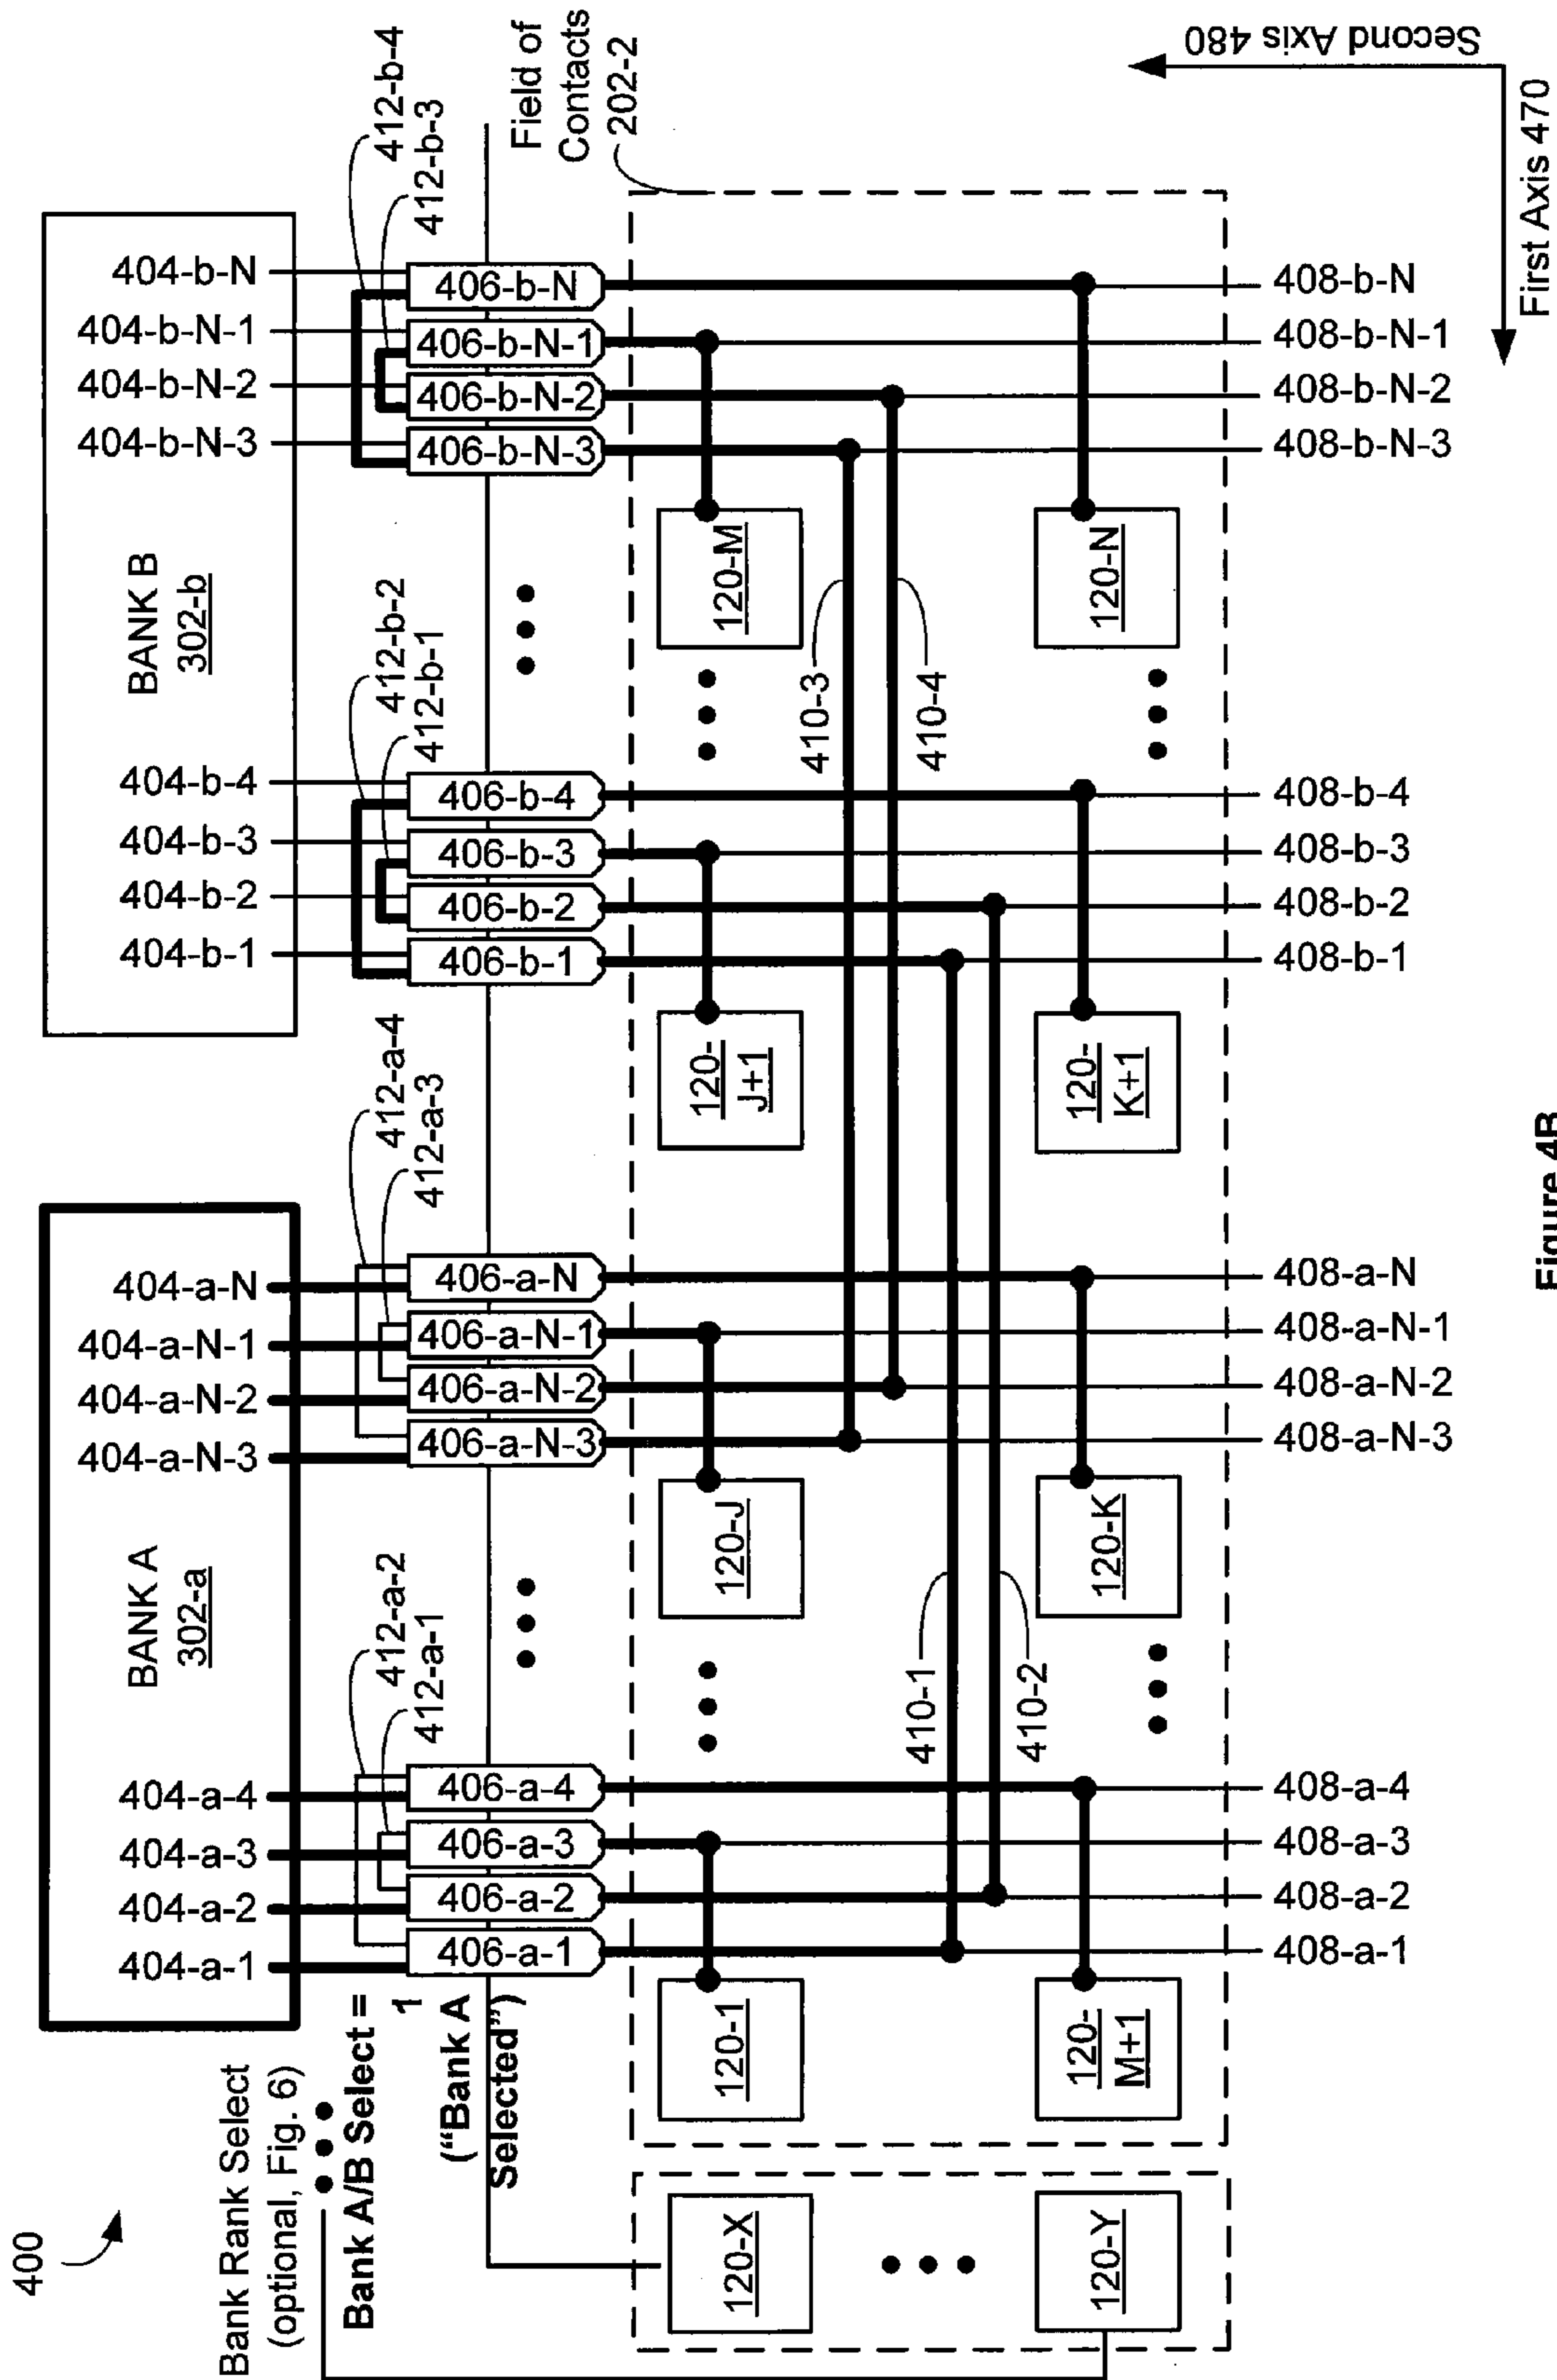 400
Bank Rank Select
(optional, Fig. 6)
Bank A/B Select =
1
("Bank A
Selected")
BANK A
302-a
404-a-1
404-a-2
404-a-3
404-a-4
404-a-N-3
404-a-N-2
404-a-N-1
404-a-N
BANK B
302-b
404-b-1
404-b-2
404-b-3
404-b-4
404-b-N-3
404-b-N-2
404-b-N-1
404-b-N
412-a-2
412-a-1
412-a-4
412-a-3
412-b-2
412-b-1
412-b-4
412-b-3
406-a-1
406-a-2
406-a-3
406-a-4
406-a-N-3
406-a-N-2
406-a-N-1
406-a-N
406-b-1
406-b-2
406-b-3
406-b-4
406-b-N-3
406-b-N-2
406-b-N-1
406-b-N
Field of
Contacts
202-2
120-X
120-1
120-J
120-
J+1
120-M
410-1
410-2
410-3
410-4
120-Y
120-
M+1
120-K
120-
K+1
120-N
408-a-1
408-a-2
408-a-3
408-a-4
408-a-N-3
408-a-N-2
408-a-N-1
408-a-N
408-b-1
408-b-2
408-b-3
408-b-4
408-b-N-3
408-b-N-2
408-b-N-1
408-b-N
Second Axis 480
First Axis 470
Figure 4B